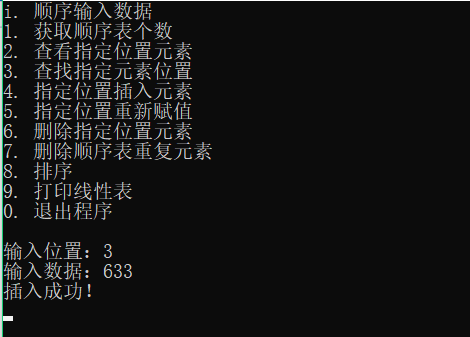 i. 顺序输入数据
1. 获取顺序表个数
2. 查看指定位置元素
3. 查找指定元素位置
4. 指定位置插入元素
5. 指定位置重新赋值
6. 删除指定位置元素
7. 删除顺序表重复元素
8. 排序
9. 打印线性表
0. 退出程序
输入位置：3
输入数据：633
插入成功！